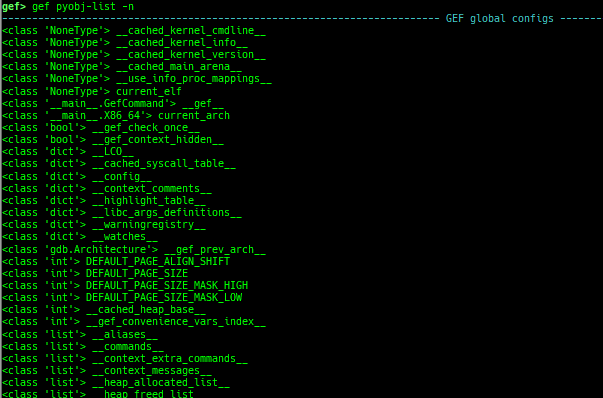 gef> gef pyobj-list -n
------------------------------------------------------------------------- GEF global configs -------
<class 'NoneType'> __cached_kernel_cmdline__
<class 'NoneType'> __cached_kernel_info__
<class 'NoneType'> __cached_kernel_version__
<class 'NoneType'> __cached_main_arena__
<class 'NoneType'> __use_info_proc_mappings__
<class 'NoneType'> current_elf
<class '__main__.GefCommand'> __gef__
<class '__main__.X86_64'> current_arch
<class 'bool'> __gef_check_once__
<class 'bool'> __gef_context_hidden__
<class 'dict'> __LCO__
<class 'dict'> __cached_syscall_table__
<class 'dict'> __config__
<class 'dict'> __context_comments__
<class 'dict'> __highlight_table__
<class 'dict'> __libc_args_definitions__
<class 'dict'> __warningregistry__
<class 'dict'> __watches__
<class 'gdb.Architecture'> __gef_prev_arch__
<class 'int'> DEFAULT_PAGE_ALIGN_SHIFT
<class 'int'> DEFAULT_PAGE_SIZE
<class 'int'> DEFAULT_PAGE_SIZE_MASK_HIGH
<class 'int'> DEFAULT_PAGE_SIZE_MASK_LOW
<class 'int'> __cached_heap_base__
<class 'int'> __gef_convenience_vars_index__
<class 'list'> __aliases__
<class 'list'> __commands__
<class 'list'> __context_extra_commands__
<class 'list'> __context_messages__
<class 'list'> __heap_allocated_list__
<class 'list'> __heap_freed_list__